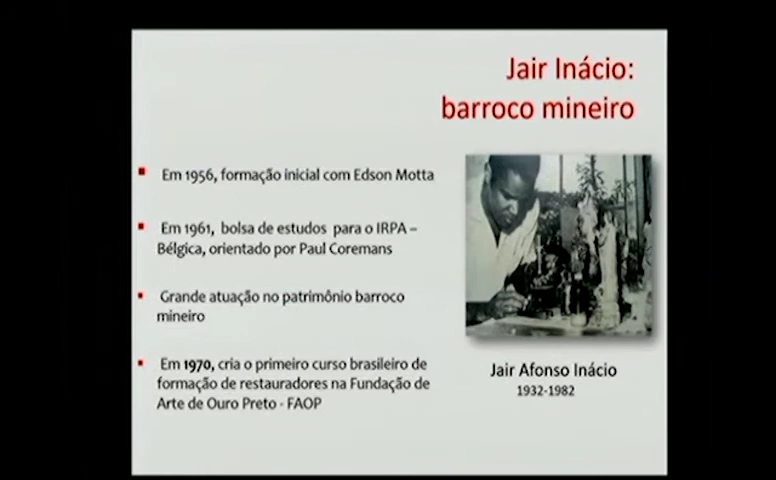 Jair Inácio:
barroco mineiro
Em 1956, formação inicial com Edson Motta
Em 1961, bolsa de estudos para o IRPA –
Bélgica, orientado por Paul Coremans
Grande atuação no patrimônio barroco
mineiro
Em 1970, cria o primeiro curso brasileiro de
formação de restauradores na Fundação de
Arte de Ouro Preto - FAOP
Jair Afonso Inácio
1932-1982